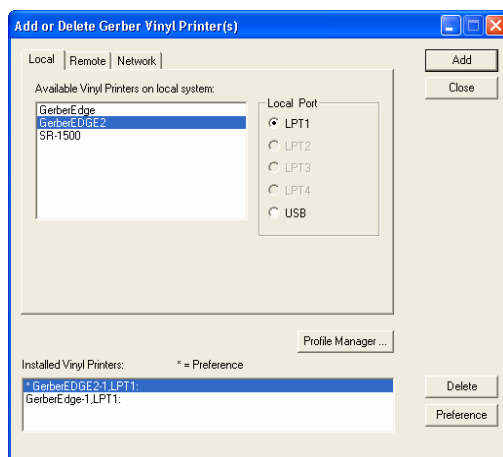 Add or Delete Gerber Vinyl Printer(s)
Local Remote Network
Add
Close
Available Vinyl Printers on local system:
GerberEdge
GerberEDGE2
SR-1500
Local Port
LPT1
LPT2
LPT3
LPT4
USB
Profile Manager ...
Installed Vinyl Printers: * = Preference
* GerberEDGE2-1,LPT1:
GerberEdge-1,LPT1:
Delete
Preference